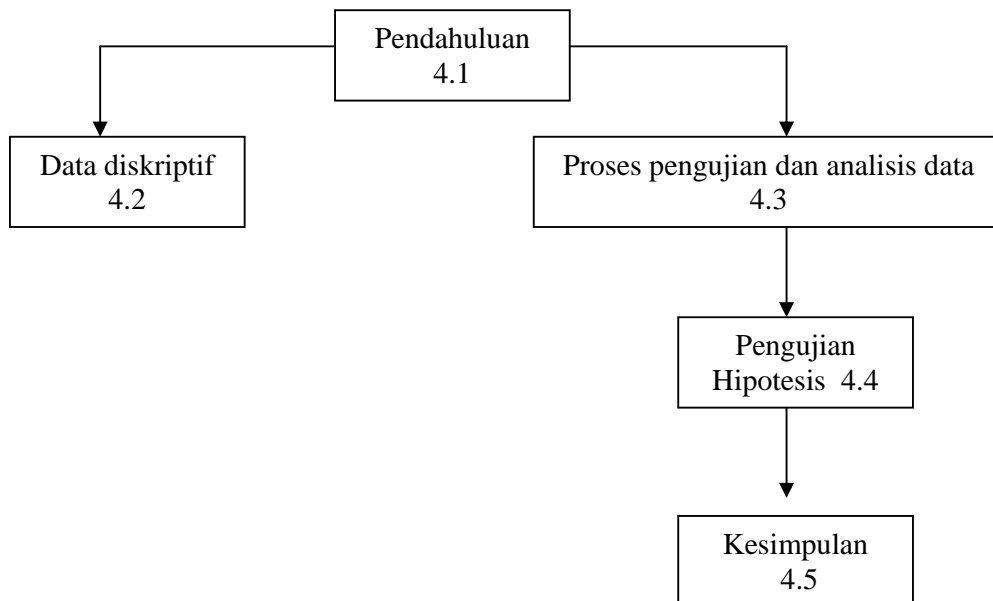 Pendahuluan
4.1
Data diskriptif
4.2
Proses pengujian dan analisis data
4.3
Pengujian
Hipotesis 4.4
Kesimpulan
4.5